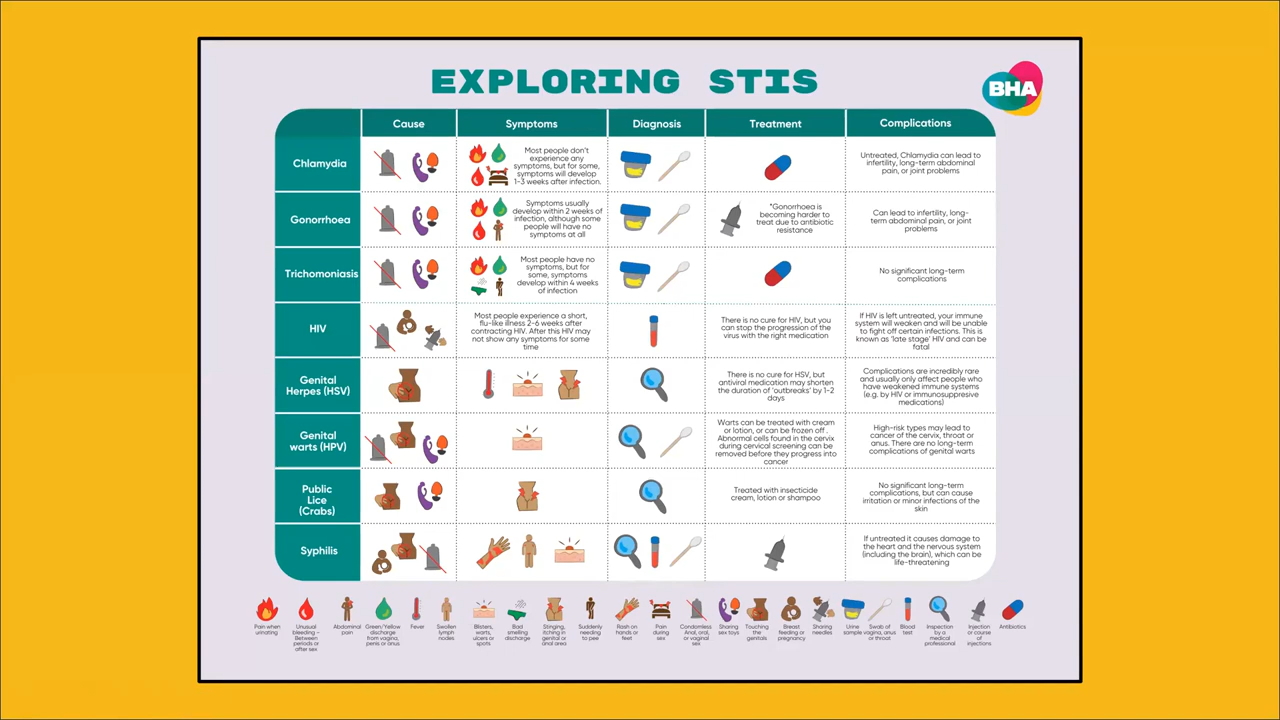 EXPLORING STIS
BHA
Cause
Symptoms
Diagnosis
Treatment
Complications
Chlamydia
Most people don't
experience any
symptoms, but for some,
symptoms will develop
1-3 weeks after infection.
Untreated, Chlamydia can lead to
infertility, long-term abdominal
pain, or joint problems
Gonorrhoea
Symptoms usually
develop within 2 weeks of
infection, although some
people will have no
symptoms at all
*Gonorrhoea is
becoming harder to
treat due to antibiotic
resistance
Can lead to infertility, long-
term abdominal pain, or joint
problems
Trichomoniasis
Most people have no
symptoms, but for
some, symptoms
develop within 4 weeks
of infection
No significant long-term
complications
HIV
Most people experience a short,
flu-like illness 2-6 weeks after
contracting HIV. After this HIV may
not show any symptoms for some
time
There is no cure for HIV, but you
can stop the progression of the
virus with the right medication
If HIV is left untreated, your immune
system will weaken and will be unable
to fight off certain infections. This is
known as 'late stage' HIV and can be
fatal
Genital
Herpes (HSV)
There is no cure for HSV, but
antiviral medication may shorten
the duration of 'outbreaks' by 1-2
days
Complications are incredibly rare
and usually only affect people who
have weakened immune systems
(e.g. by HIV or immunosuppresive
medications)
Genital
warts (HPV)
Warts can be treated with cream
or lotion, or can be frozen off .
Abnormal cells found in the cervix
during cervical screening can be
removed before they progress into
cancer
High-risk types may lead to
cancer of the cervix, throat or
anus. There are no long-term
complications of genital warts
Public
Lice
(Crabs)
Treated with insecticide
cream, lotion or shampoo
No significant long-term
complications, but can cause
irritation or minor infections of the
skin
Syphilis
If untreated it causes damage to
the heart and the nervous system
(including the brain), which can be
life-threatening
Pain when
urinating
Unusual
bleeding –
Between
periods or
after sex
Abdominal
pain
Green/Yellow
discharge
from vagina,
penis or anus
Fever
Swollen
lymph
nodes
Blisters,
warts,
ulcers or
spots
Bad
smelling
discharge
Stinging,
itching in
genital or
anal area
Suddenly
needing
to pee
Rash on
hands or
feet
Pain
during
sex
Condomless
Anal, oral,
or vaginal
sex
Sharing
sex toys
Touching
the
genitals
Breast
feeding or
pregnancy
Sharing
needles
Urine
sample
Swab of
vagina, anus
or throat
Blood
test
Inspection
by a
medical
professional
Injection
or course
of
injections
Antibiotics